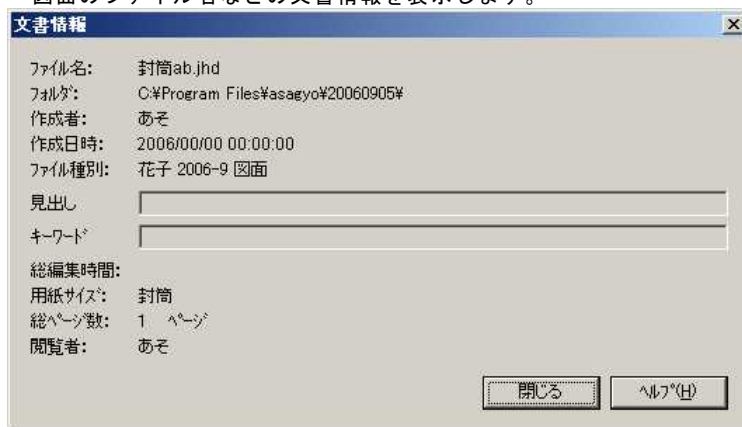 図面のファイル名などの文書情報を表示します。
文書情報
ﾌｧｲﾙ名: 封筒ab.jhd
ﾌｫﾙﾀﾞ: C:¥Program Files¥asagyo¥20060905¥
作成者: あそ
作成日時: 2006/00/00 00:00:00
ﾌｧｲﾙ種別: 花子 2006-9 図面
見出し
ｷｰﾜｰﾄﾞ
総編集時間:
用紙ｻｲｽﾞ: 封筒
総ﾍﾟｰｼﾞ数: 1 ﾍﾟｰｼﾞ
閲覧者: あそ
閉じる ﾍﾙﾌﾟ(H)